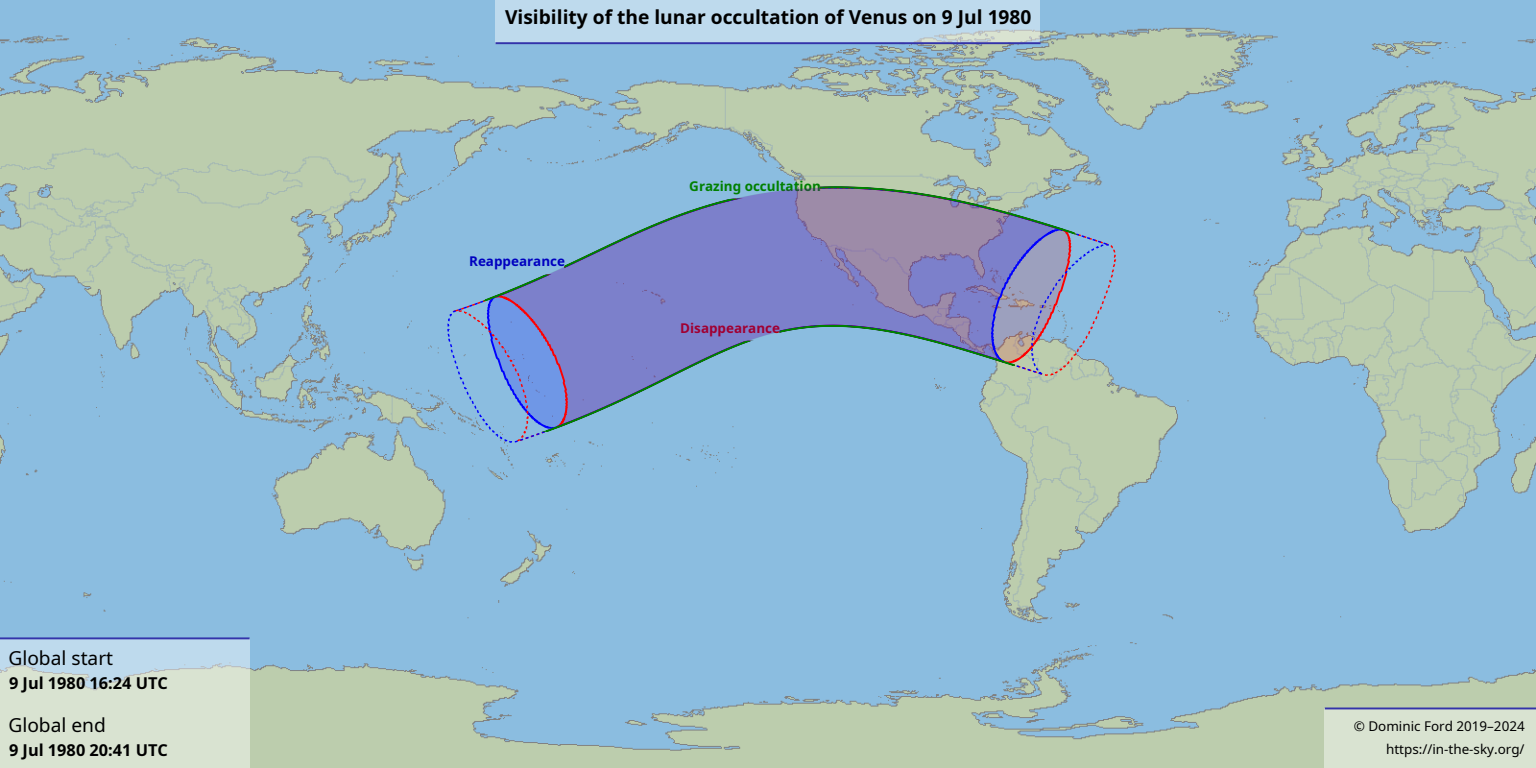 Visibility of the lunar occultation of Venus on 9 Jul 1980
Grazing occultation
Reappearance
Disappearance
Global start
9 Jul 1980 16:24 UTC
Global end
9 Jul 1980 20:41 UTC
© Dominic Ford 2019–2024
https://in-the-sky.org/